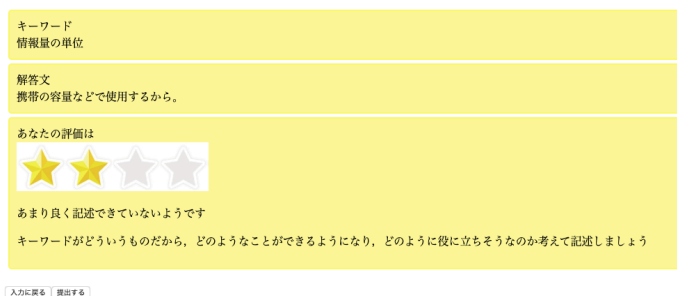 キーワード
情報量の単位
解答文
携帯の容量などで使用するから。
あなたの評価は
あまり良く記述できていないようです
キーワードがどういうものだから，どのようなことができるようになり，どのように役に立ちそうなのか考えて記述しましょう
入力に戻る 提出する